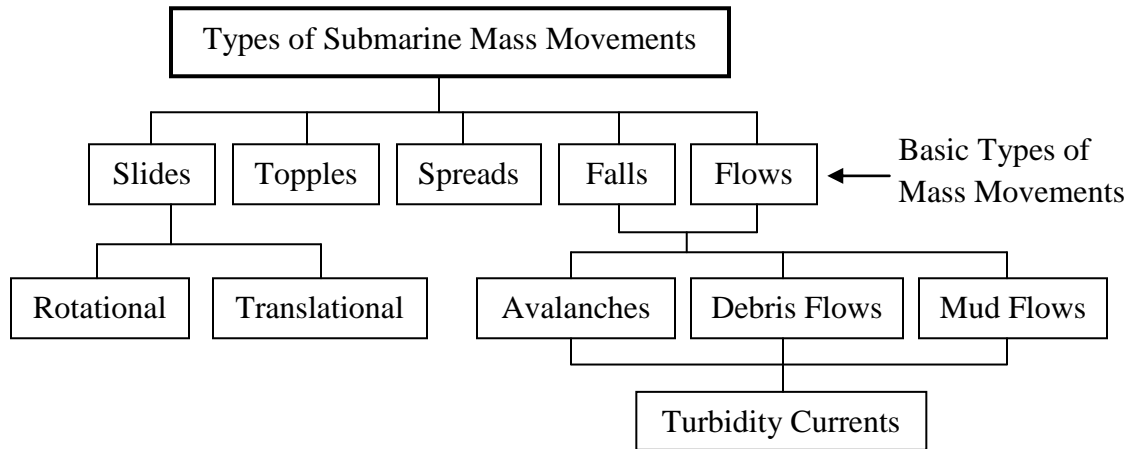 Types of Submarine Mass Movements
Slides
Topples
Spreads
Falls
Flows
Basic Types of
Mass Movements
Rotational
Translational
Avalanches
Debris Flows
Mud Flows
Turbidity Currents